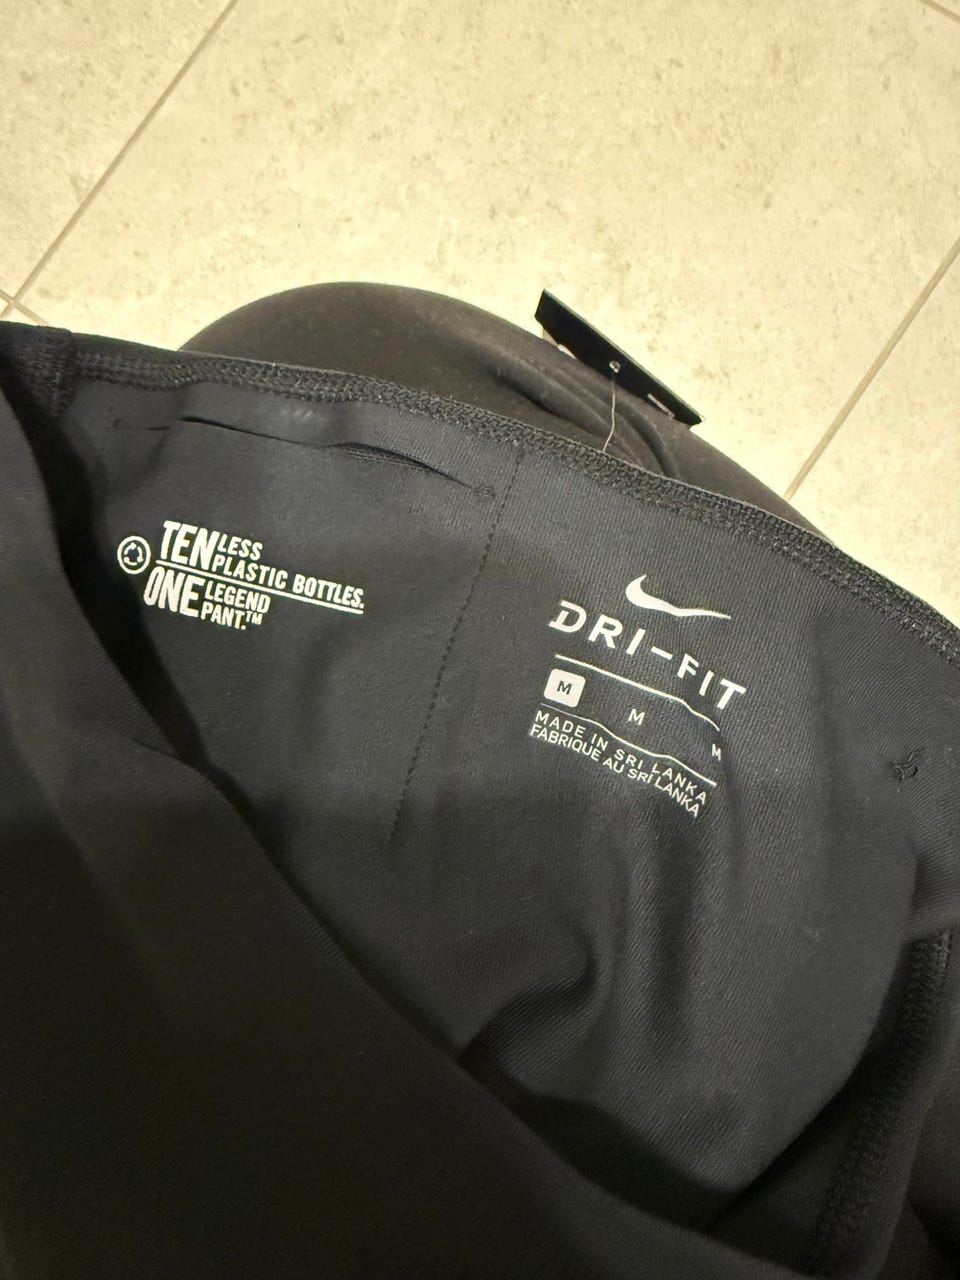 TEN LESS
PLASTIC BOTTLES.
ONE LEGEND
PANT.™
DRI-FIT
M M M
MADE IN SRI LANKA
FABRIQUE AU SRI LANKA